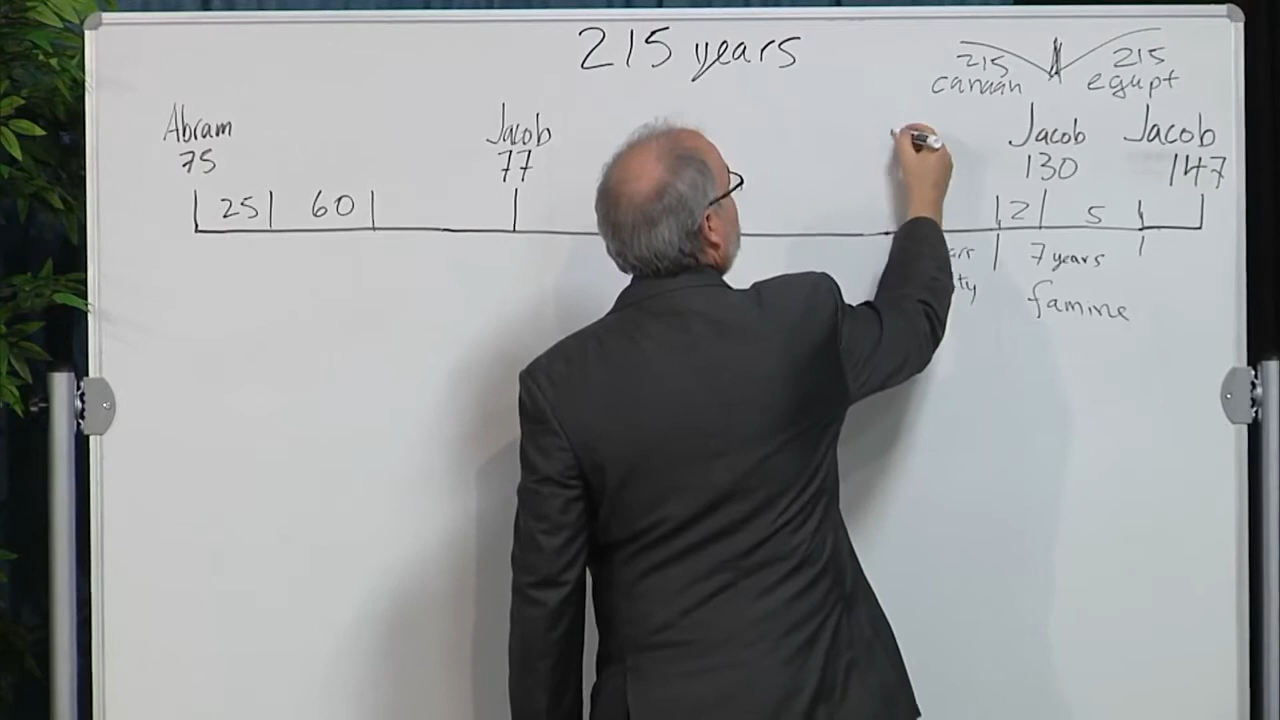 215 years
215 215
canaan egupt
Abram Jacob Jacob Jacob
75 77 130 147
25 60 2 5
7 years
famine